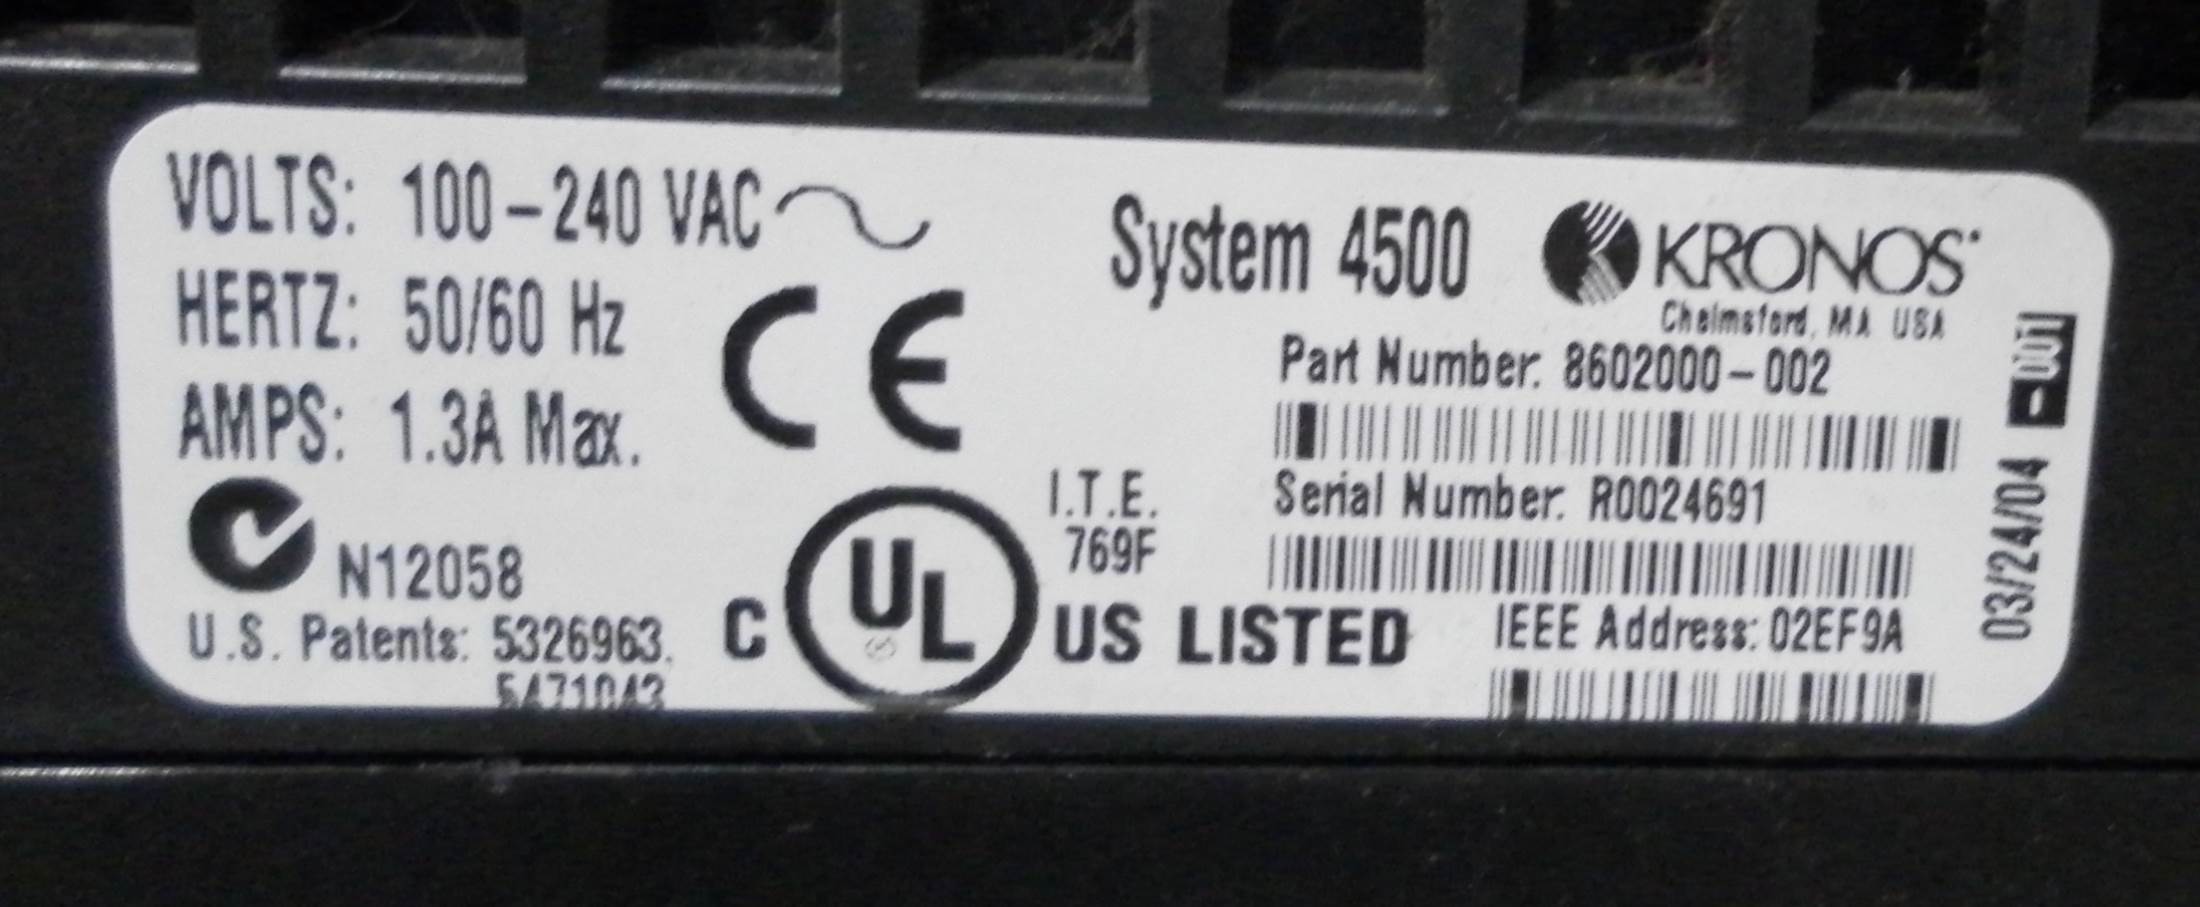 VOLTS: 100-240 VAC
HERTZ: 50/60 Hz
AMPS: 1.3A Max.
N12058
U.S. Patents: 5326963,
5471043
CE
C UL US LISTED
I.T.E.
769F
System 4500
KRONOS
Chelmsford, MA USA
Part Number: 8602000-002
Serial Number: R0024691
IEEE Address: 02EF9A
03/24/04 -001